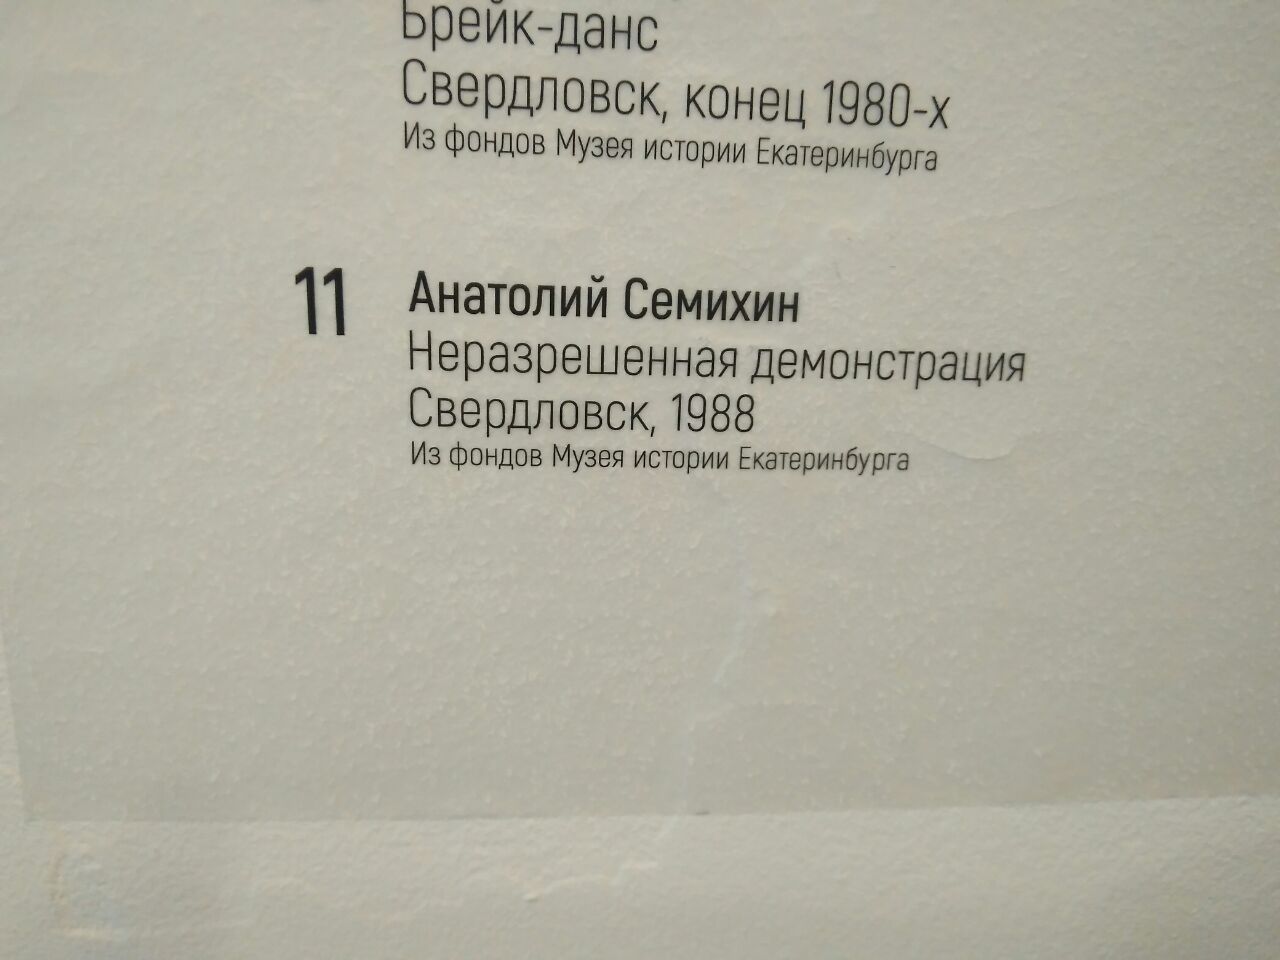 Брейк-данс
Свердловск, конец 1980-х
Из фондов Музея истории Екатеринбурга
11 Анатолий Семихин
Неразрешенная демонстрация
Свердловск, 1988
Из фондов Музея истории Екатеринбурга